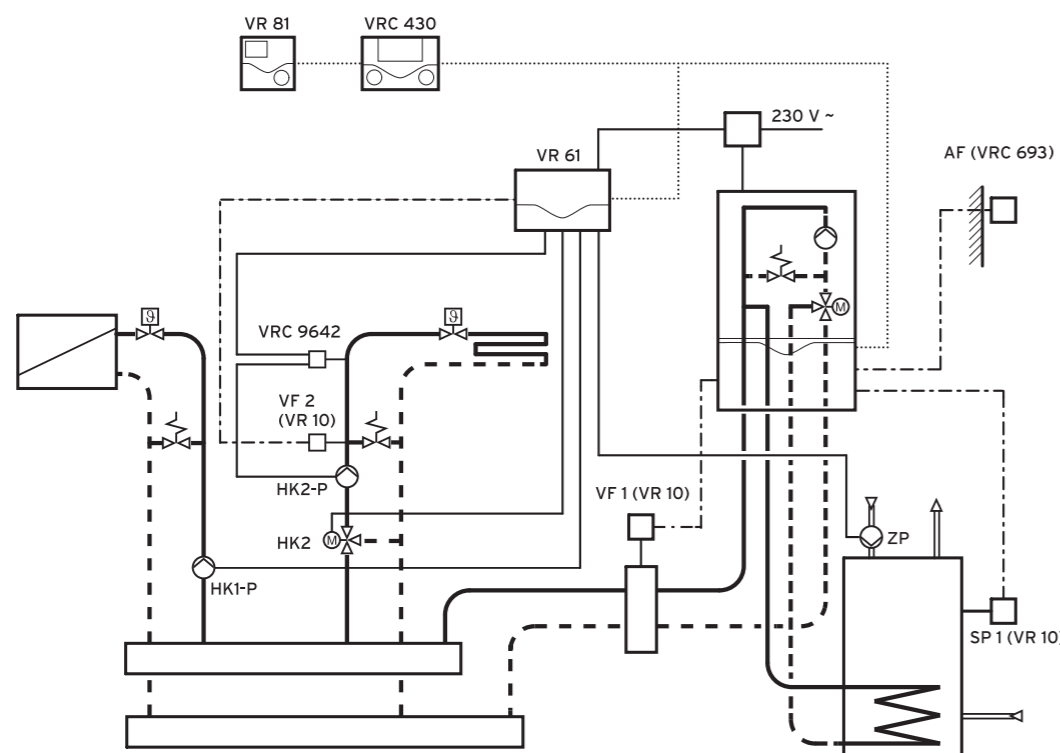 VR 81
VRC 430
230 V ~
VR 61
AF (VRC 693)
ϑ
ϑ
VRC 9642
M
VF 2
(VR 10)
HK2-P
VF 1 (VR 10)
HK2
M
ZP
HK1-P
SP 1 (VR 10)